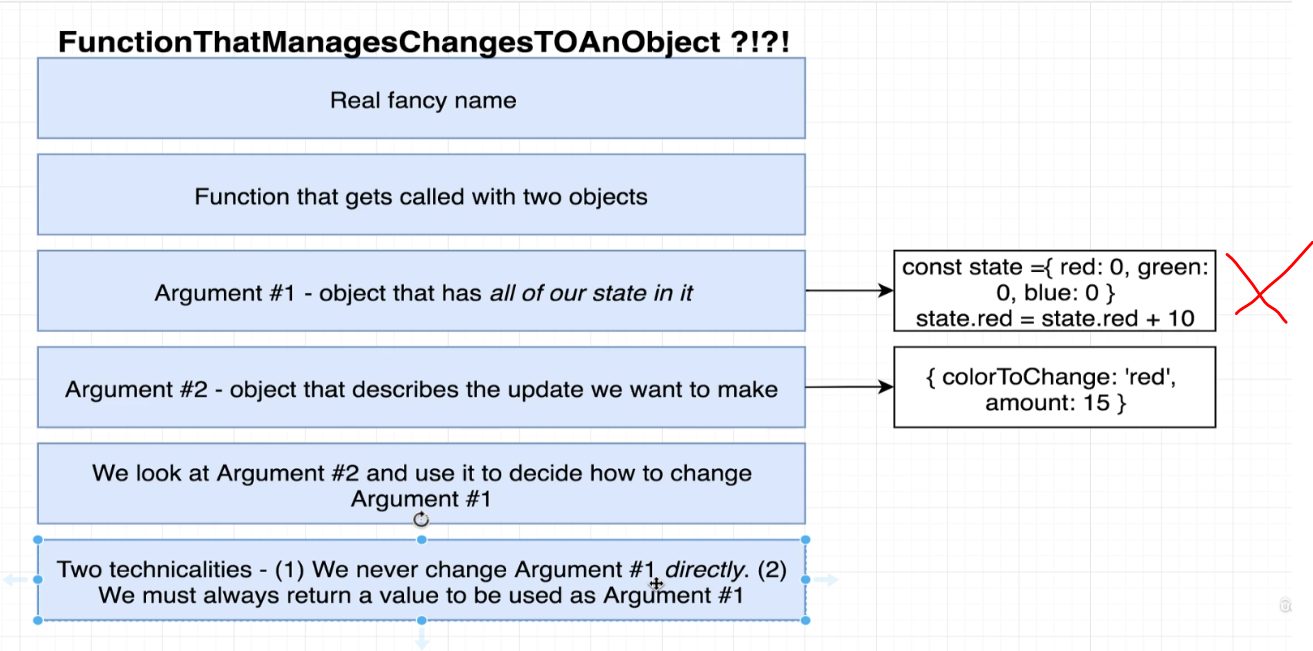 FunctionThatManagesChangesTOAnObject ?!?!
Real fancy name
Function that gets called with two objects
Argument #1 - object that has all of our state in it
const state ={ red: 0, green:
0, blue: 0 }
state.red = state.red + 10
Argument #2 - object that describes the update we want to make
{ colorToChange: 'red',
amount: 15 }
We look at Argument #2 and use it to decide how to change
Argument #1
Two technicalities - (1) We never change Argument #1 directly. (2)
We must always return a value to be used as Argument #1